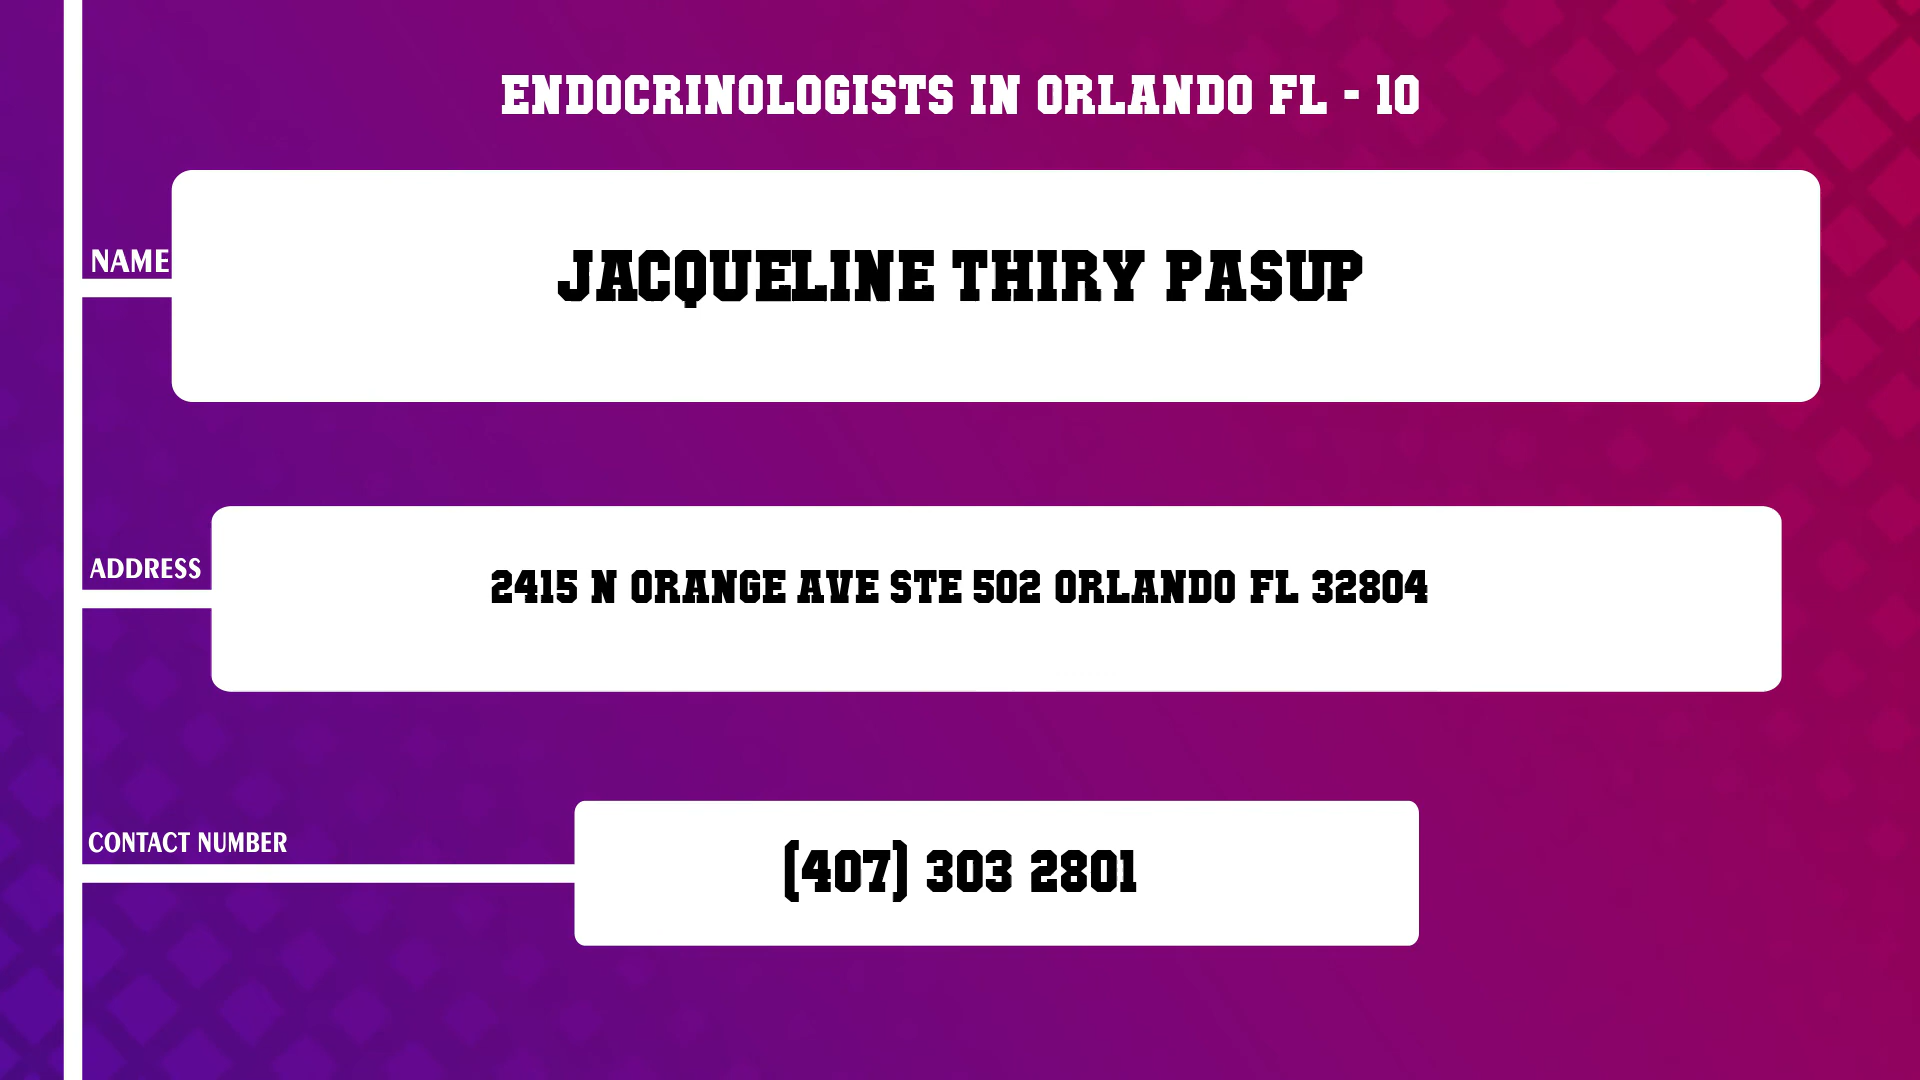 ENDOCRINOLOGISTS IN ORLANDO FL - 10
NAME
JACQUELINE THIRY PASUP
ADDRESS
2415 N ORANGE AVE STE 502 ORLANDO FL 32804
CONTACT NUMBER
(407) 303 2801